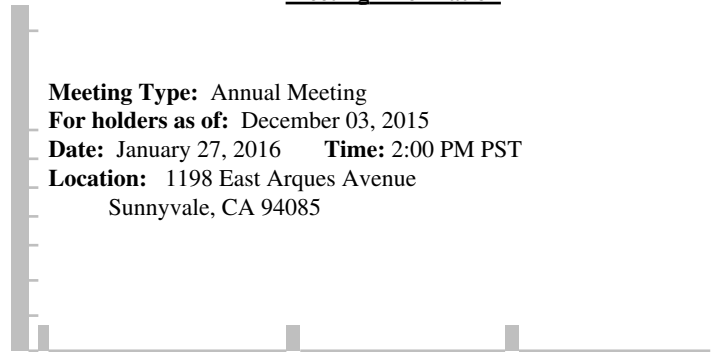 Meeting Type: Annual Meeting
For holders as of: December 03, 2015
Date: January 27, 2016 Time: 2:00 PM PST
Location: 1198 East Arques Avenue
Sunnyvale, CA 94085